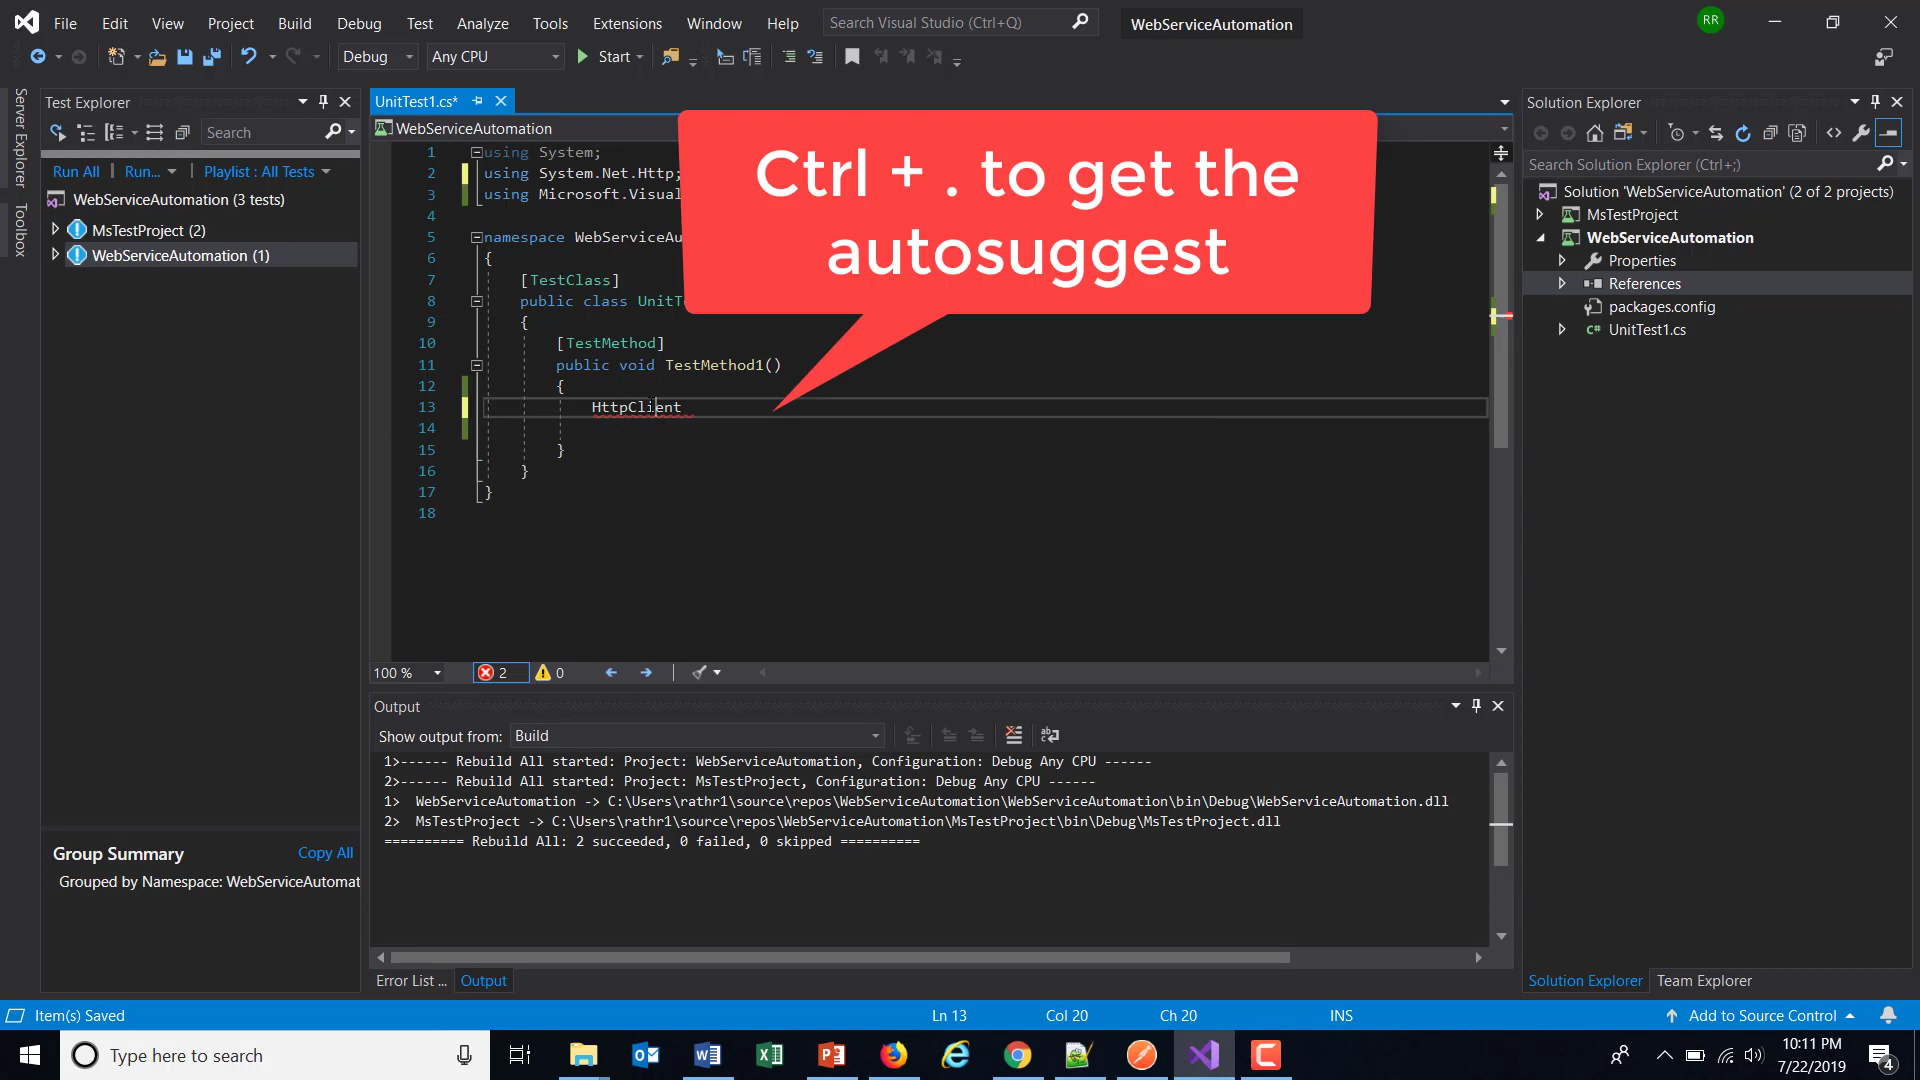 File Edit View Project Build Debug Test Analyze Tools Extensions Window Help Search Visual Studio (Ctrl+Q) WebServiceAutomation RR
Debug Any CPU Start
Server Explorer
Toolbox
Test Explorer
Search
Run All | Run... | Playlist : All Tests
WebServiceAutomation (3 tests)
MsTestProject (2)
WebServiceAutomation (1)
Group Summary Copy All
Grouped by Namespace: WebServiceAutomat
UnitTest1.cs*
WebServiceAutomation
1 using System;
2 using System.Net.Http;
3 using Microsoft.Visual
4
5 namespace WebServiceAu
6 {
7 [TestClass]
8 public class UnitTe
9 {
10 [TestMethod]
11 public void TestMethod1()
12 {
13 HttpClient
14
15 }
16 }
17 }
18
Ctrl + . to get the
autosuggest
100 % 2 0
Output
Show output from: Build
1>------ Rebuild All started: Project: WebServiceAutomation, Configuration: Debug Any CPU ------
2>------ Rebuild All started: Project: MsTestProject, Configuration: Debug Any CPU ------
1> WebServiceAutomation -> C:\Users\rathr1\source\repos\WebServiceAutomation\WebServiceAutomation\bin\Debug\WebServiceAutomation.dll
2> MsTestProject -> C:\Users\rathr1\source\repos\WebServiceAutomation\MsTestProject\bin\Debug\MsTestProject.dll
========== Rebuild All: 2 succeeded, 0 failed, 0 skipped ==========
Error List ... Output
Solution Explorer
Search Solution Explorer (Ctrl+;)
Solution 'WebServiceAutomation' (2 of 2 projects)
MsTestProject
WebServiceAutomation
Properties
References
packages.config
C# UnitTest1.cs
Solution Explorer Team Explorer
Item(s) Saved Ln 13 Col 20 Ch 20 INS Add to Source Control
Type here to search
10:11 PM
7/22/2019
4